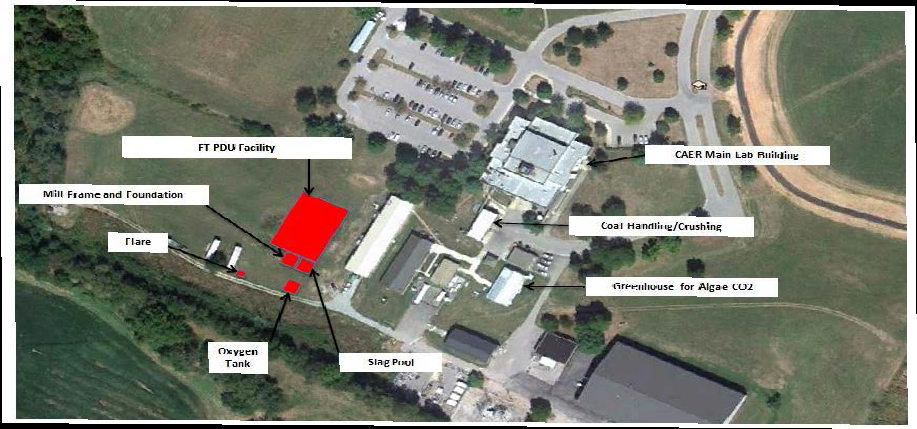 FT PDU Facility
CAER Main Lab Building
Mill Frame and Foundation
Coal Handling/Crushing
Flare
Greenhouse for Algae CO2
Oxygen
Tank
Slag Pool